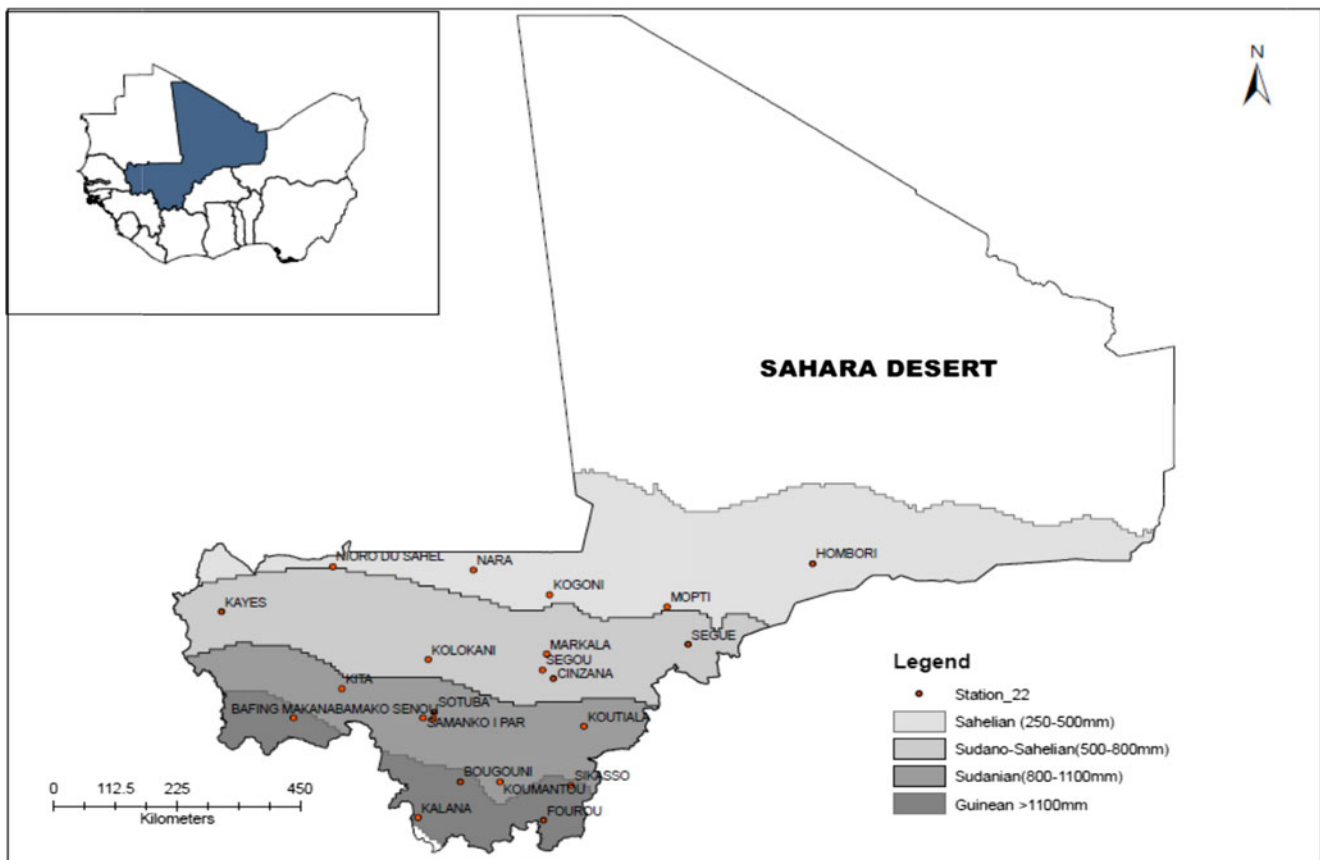 N
SAHARA DESERT
HOMBORI
NIORO DU SAHEL
NARA
KOGONI
MOPTI
KAYES
SEGUE
MARKALA
KOLOKANI
SEGOU
CINZANA
KITA
BAFING MAKANABAMAKO SENOU
SOTUBA
SAMANKO I PAR
KOUTIALA
BOUGOUNI
SIKASSO
KOUMANTOU
KALANA
FOUROU
0 112.5 225 450
Kilometers
Legend
Station_22
Sahelian (250-500mm)
Sudano-Sahelian(500-800mm)
Sudanian(800-1100mm)
Guinean >1100mm